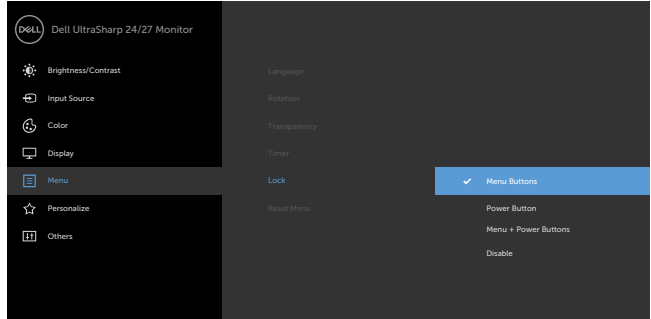 DELL Dell UltraSharp 24/27 Monitor
Brightness/Contrast
Input Source
Color
Display
Menu
Personalize
Others
Language
Rotation
Transparency
Timer
Lock
Reset Menu
Menu Buttons
Power Button
Menu + Power Buttons
Disable